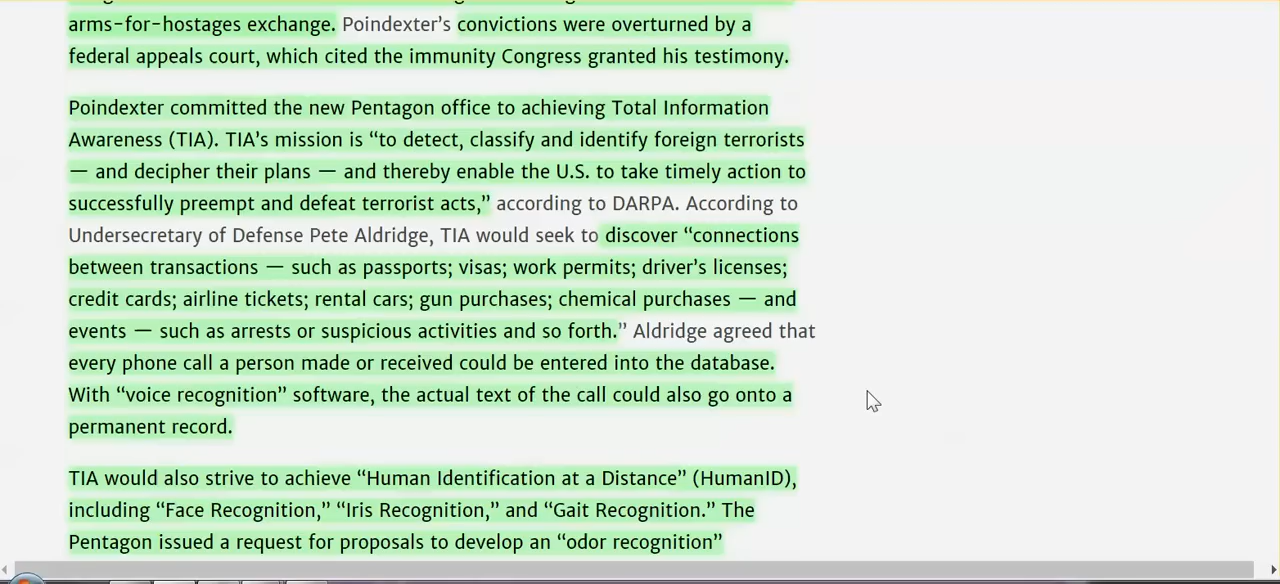 arms-for-hostages exchange. Poindexter’s convictions were overturned by a
federal appeals court, which cited the immunity Congress granted his testimony.
Poindexter committed the new Pentagon office to achieving Total Information
Awareness (TIA). TIA’s mission is “to detect, classify and identify foreign terrorists
— and decipher their plans — and thereby enable the U.S. to take timely action to
successfully preempt and defeat terrorist acts,” according to DARPA. According to
Undersecretary of Defense Pete Aldridge, TIA would seek to discover “connections
between transactions — such as passports; visas; work permits; driver’s licenses;
credit cards; airline tickets; rental cars; gun purchases; chemical purchases — and
events — such as arrests or suspicious activities and so forth.” Aldridge agreed that
every phone call a person made or received could be entered into the database.
With “voice recognition” software, the actual text of the call could also go onto a
permanent record.
TIA would also strive to achieve “Human Identification at a Distance” (HumanID),
including “Face Recognition,” “Iris Recognition,” and “Gait Recognition.” The
Pentagon issued a request for proposals to develop an “odor recognition”